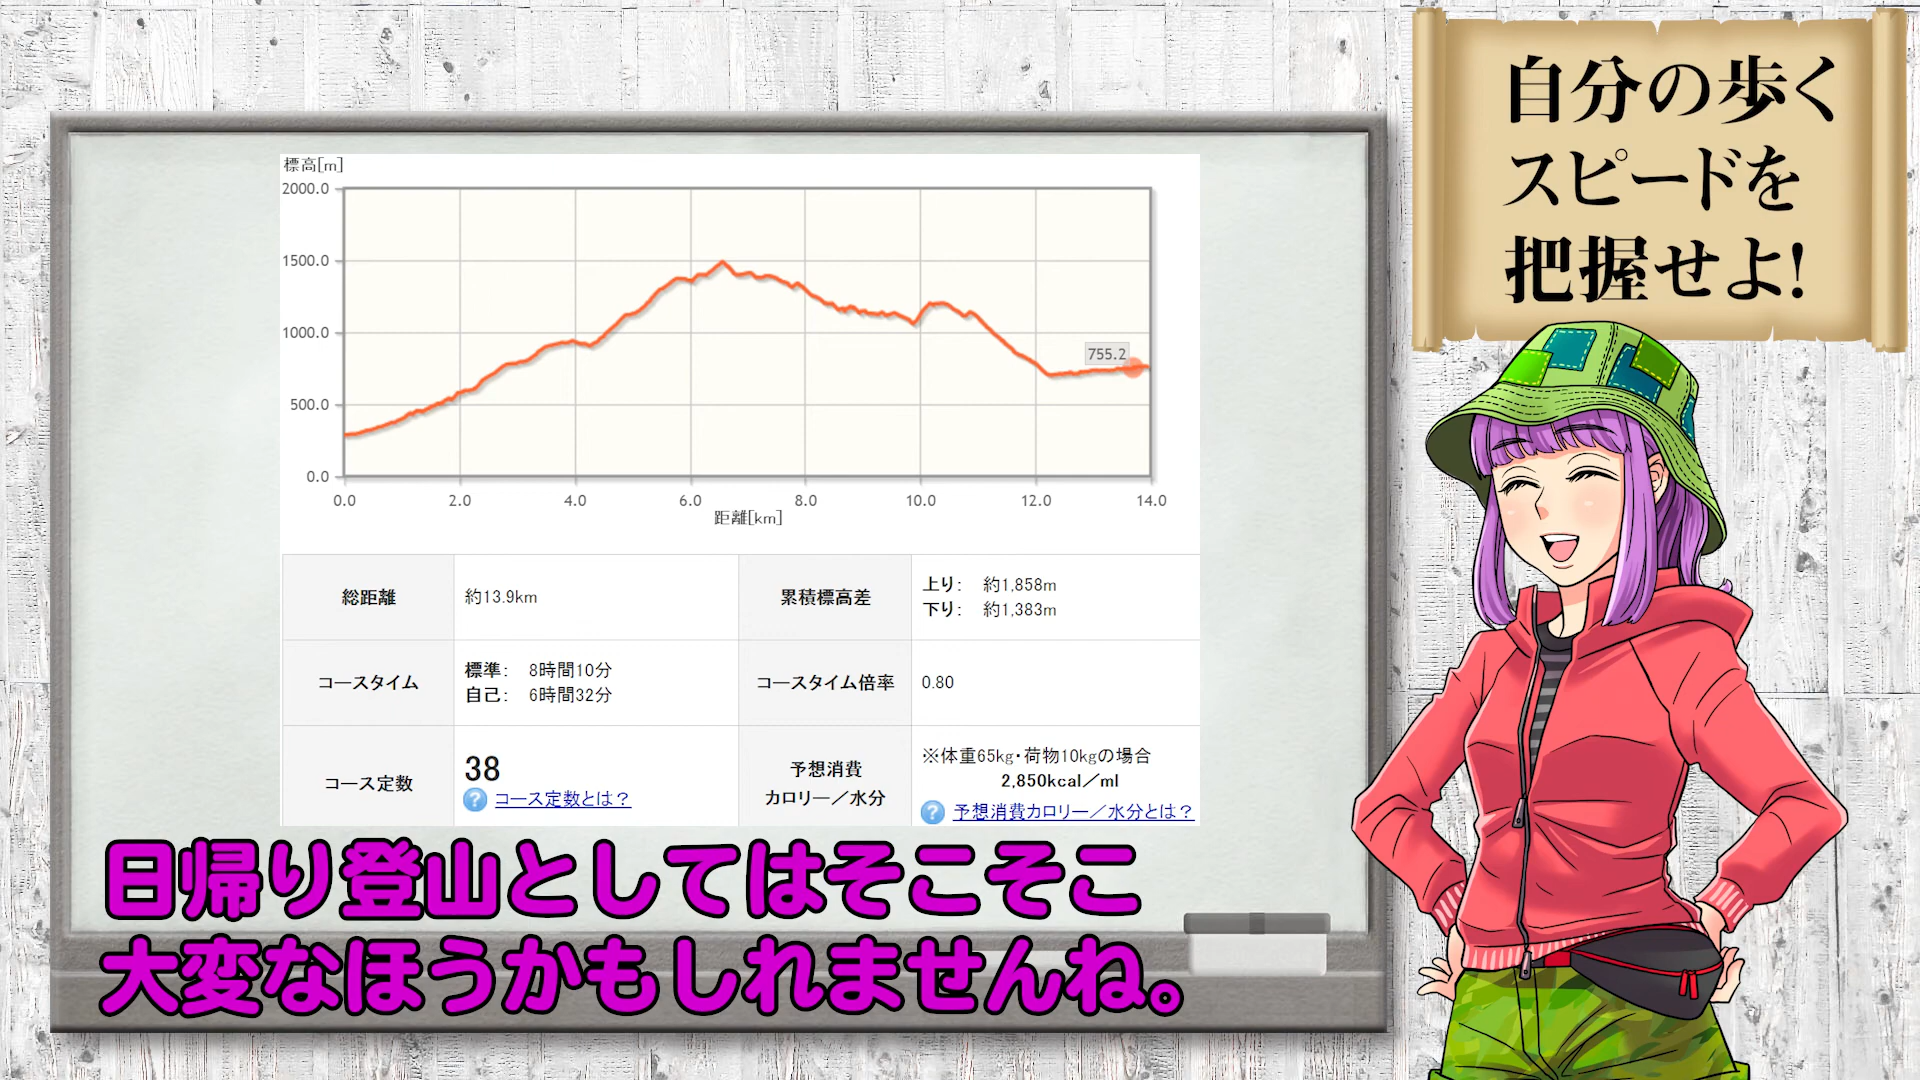 自分の歩く
スピードを
把握せよ!
標高[m]
2000.0
1500.0
1000.0
500.0
0.0
755.2
0.0 2.0 4.0 6.0 8.0 10.0 12.0 14.0
距離[km]
総距離 約13.9km 累積標高差 上り: 約1,858m
下り: 約1,383m
コースタイム 標準: 8時間10分
自己: 6時間32分
コースタイム倍率 0.80
コース定数 38
? コース定数とは?
予想消費
カロリー/水分
※体重65kg・荷物10kgの場合
2,850kcal/ml
? 予想消費カロリー/水分とは?
日帰り登山としてはそこそこ
大変なほうかもしれませんね。